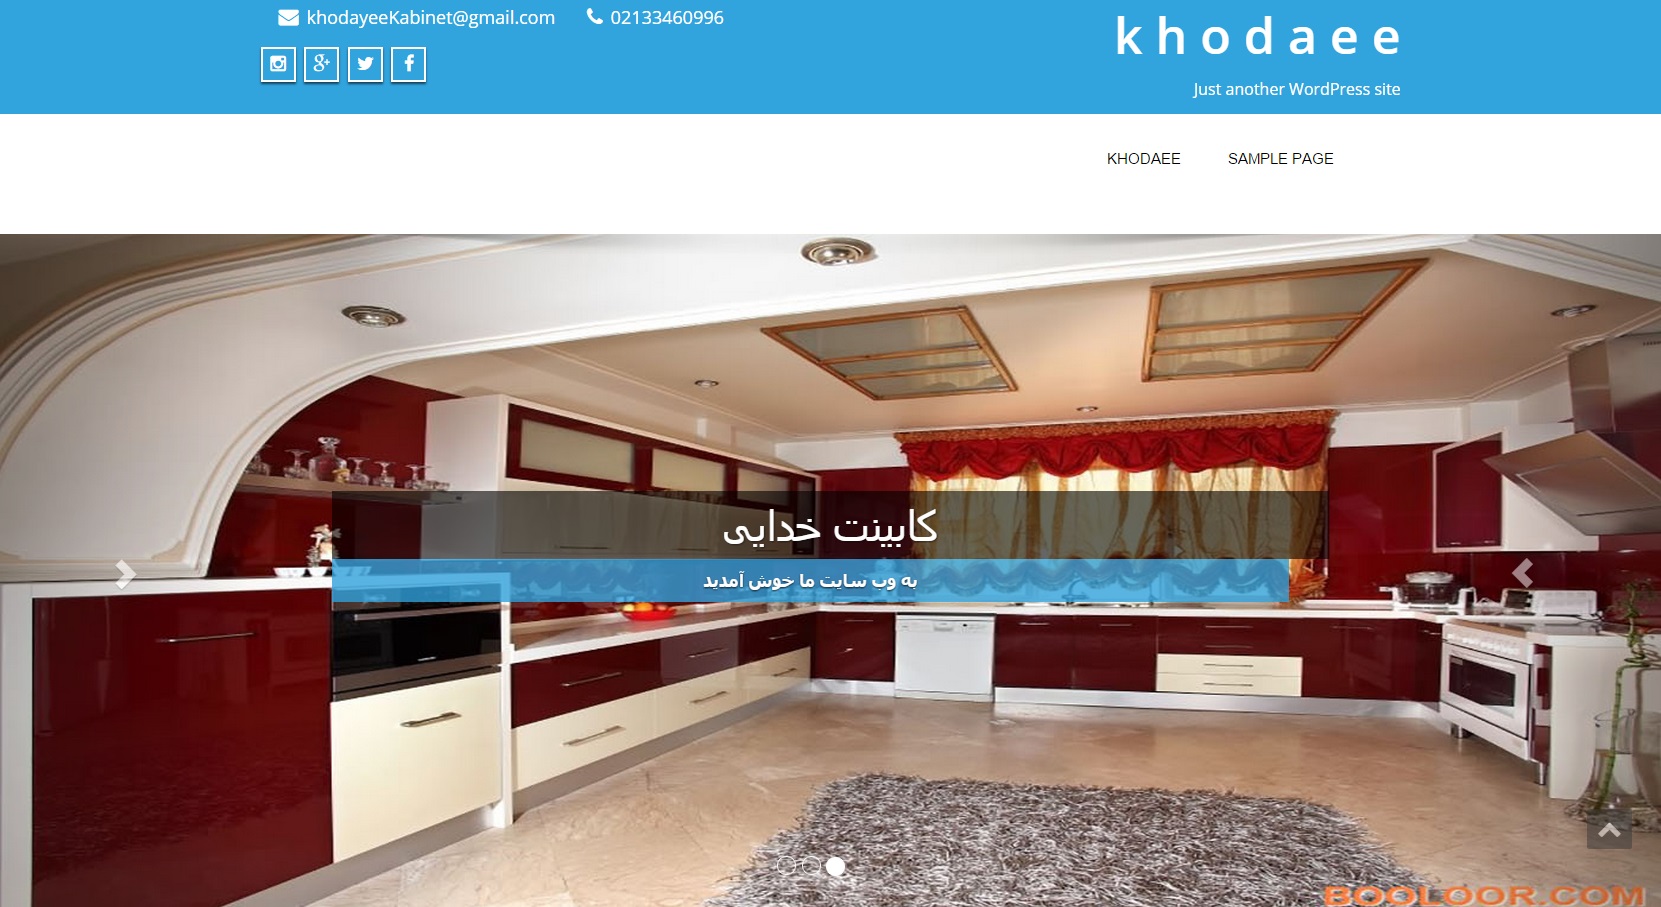 khodayeeKabinet@gmail.com 02133460996
khodaee
Just another WordPress site
KHODAEE SAMPLE PAGE
کابینت خدایی
به وب سایت ما خوش آمدید
BOOLOOR.COM